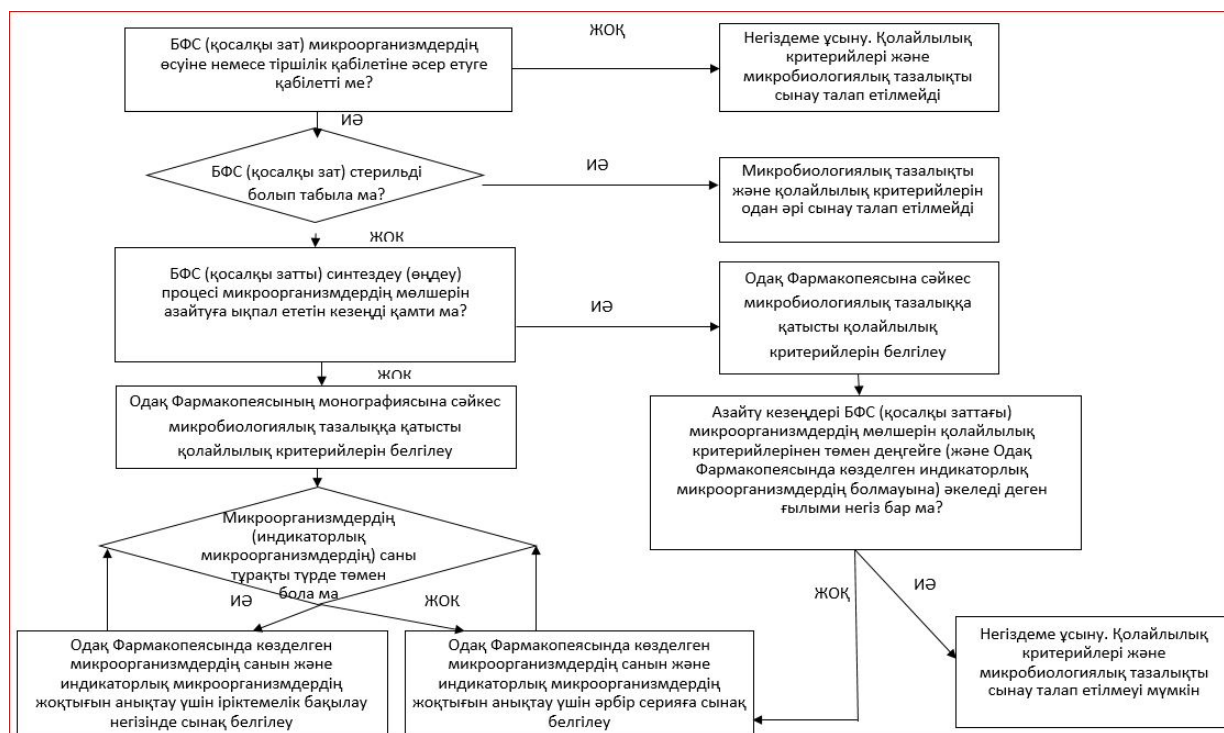 БФС (қосалқы зат) микроорганизмдердің
өсуіне немесе тіршілік қабілетіне әсер етуге
қабілетті ме?
ЖОҚ
Негіздеме ұсыну. Қолайлылық
критерийлері және
микробиологиялық тазалықты
сынау талап етілмейді
ИӘ
БФС (қосалқы зат) стерильді
болып табыла ма?
ИӘ
Микробиологиялық тазалықты
және қолайлылық критерийлерін
одан әрі сынау талап етілмейді
ЖОҚ
БФС (қосалқы затты) синтездеу (өңдеу)
процесі микроорганизмдердің мөлшерін
азайтуға ықпал ететін кезеңді қамти ма?
ИӘ
Одақ Фармакопеясына сәйкес
микробиологиялық тазалыққа
қатысты қолайлылық
критерийлерін белгілеу
ЖОҚ
Одақ Фармакопеясының монографиясына сәйкес
микробиологиялық тазалыққа қатысты
қолайлылық критерийлерін белгілеу
Азайту кезеңдері БФС (қосалқы заттағы)
микроорганизмдердің мөлшерін қолайлылық
критерийлерінен төмен деңгейге (және Одақ
Фармакопеясында көзделген индикаторлық
микроорганизмдердің болмауына) әкеледі деген
ғылыми негіз бар ма?
Микроорганизмдердің
(индикаторлық
микроорганизмдердің) саны
тұрақты түрде төмен
бола ма
ИӘ
ЖОҚ
ЖОҚ
ИӘ
Одақ Фармакопеясында көзделген
микроорганизмдердің санын және
индикаторлық микроорганизмдердің
жоқтығын анықтау үшін іріктемелік бақылау
негізінде сынақ белгілеу
Одақ Фармакопеясында көзделген
микроорганизмдердің санын және
индикаторлық микроорганизмдердің
жоқтығын анықтау үшін әрбір серияға сынақ
белгілеу
Негіздеме ұсыну. Қолайлылық
критерийлері және
микробиологиялық тазалықты
сынау талап етілмеуі мүмкін